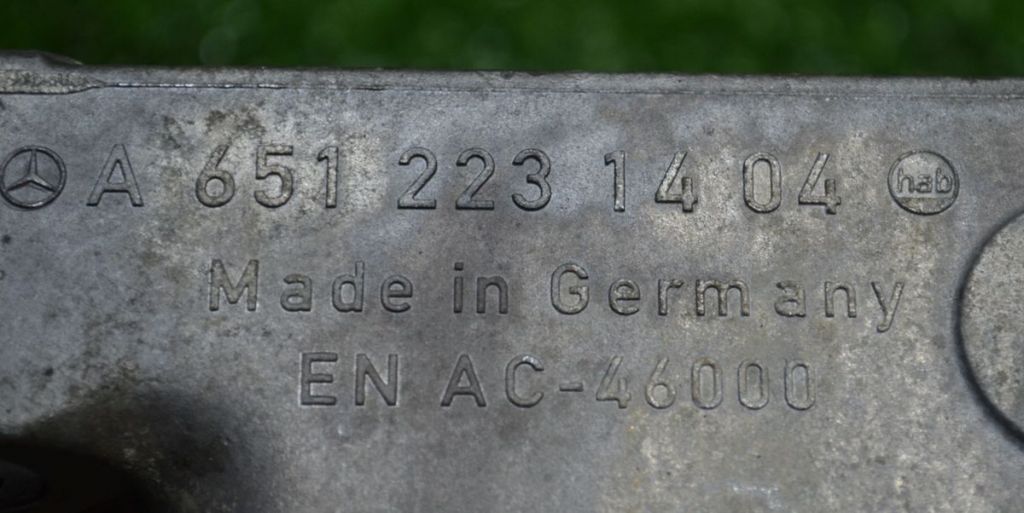 A 651 223 14 04 hab
Made in Germany
EN AC-46000